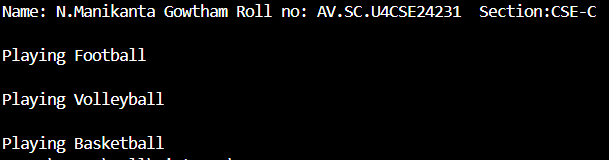 Name: N.Manikanta Gowtham Roll no: AV.SC.U4CSE24231  Section:CSE-C
Playing Football
Playing Volleyball
Playing Basketball